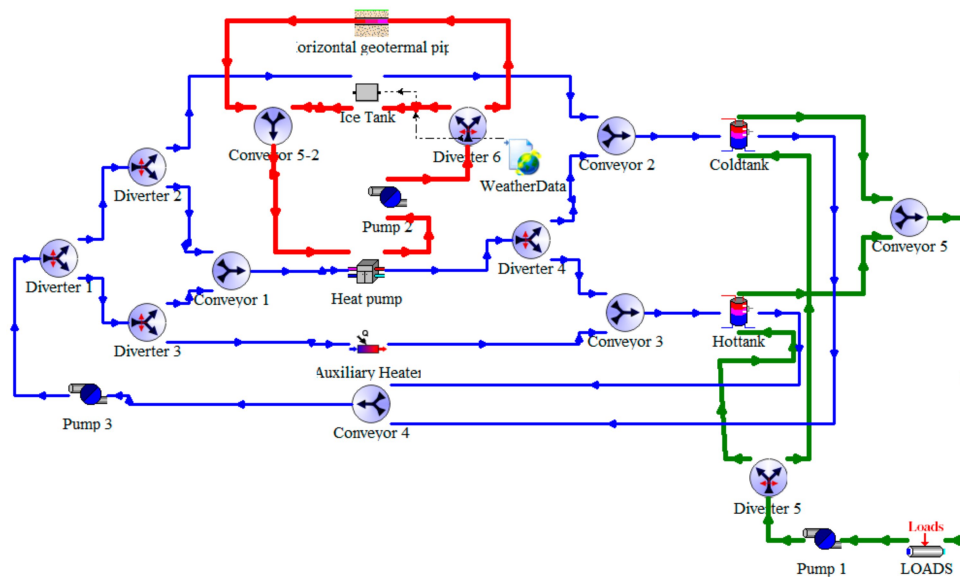 orizontal geotermal pip
Ice Tank
Conveyor 5-2
Diverter 6
Conveyor 2
Coldtank
WeatherData
Diverter 2
Pump 2
Conveyor 5
Diverter 1
Conveyor 1
Heat pump
Diverter 4
Diverter 3
Q
Conveyor 3
Hottank
Auxiliary Heater
Pump 3
Conveyor 4
Diverter 5
Loads
Pump 1
LOADS